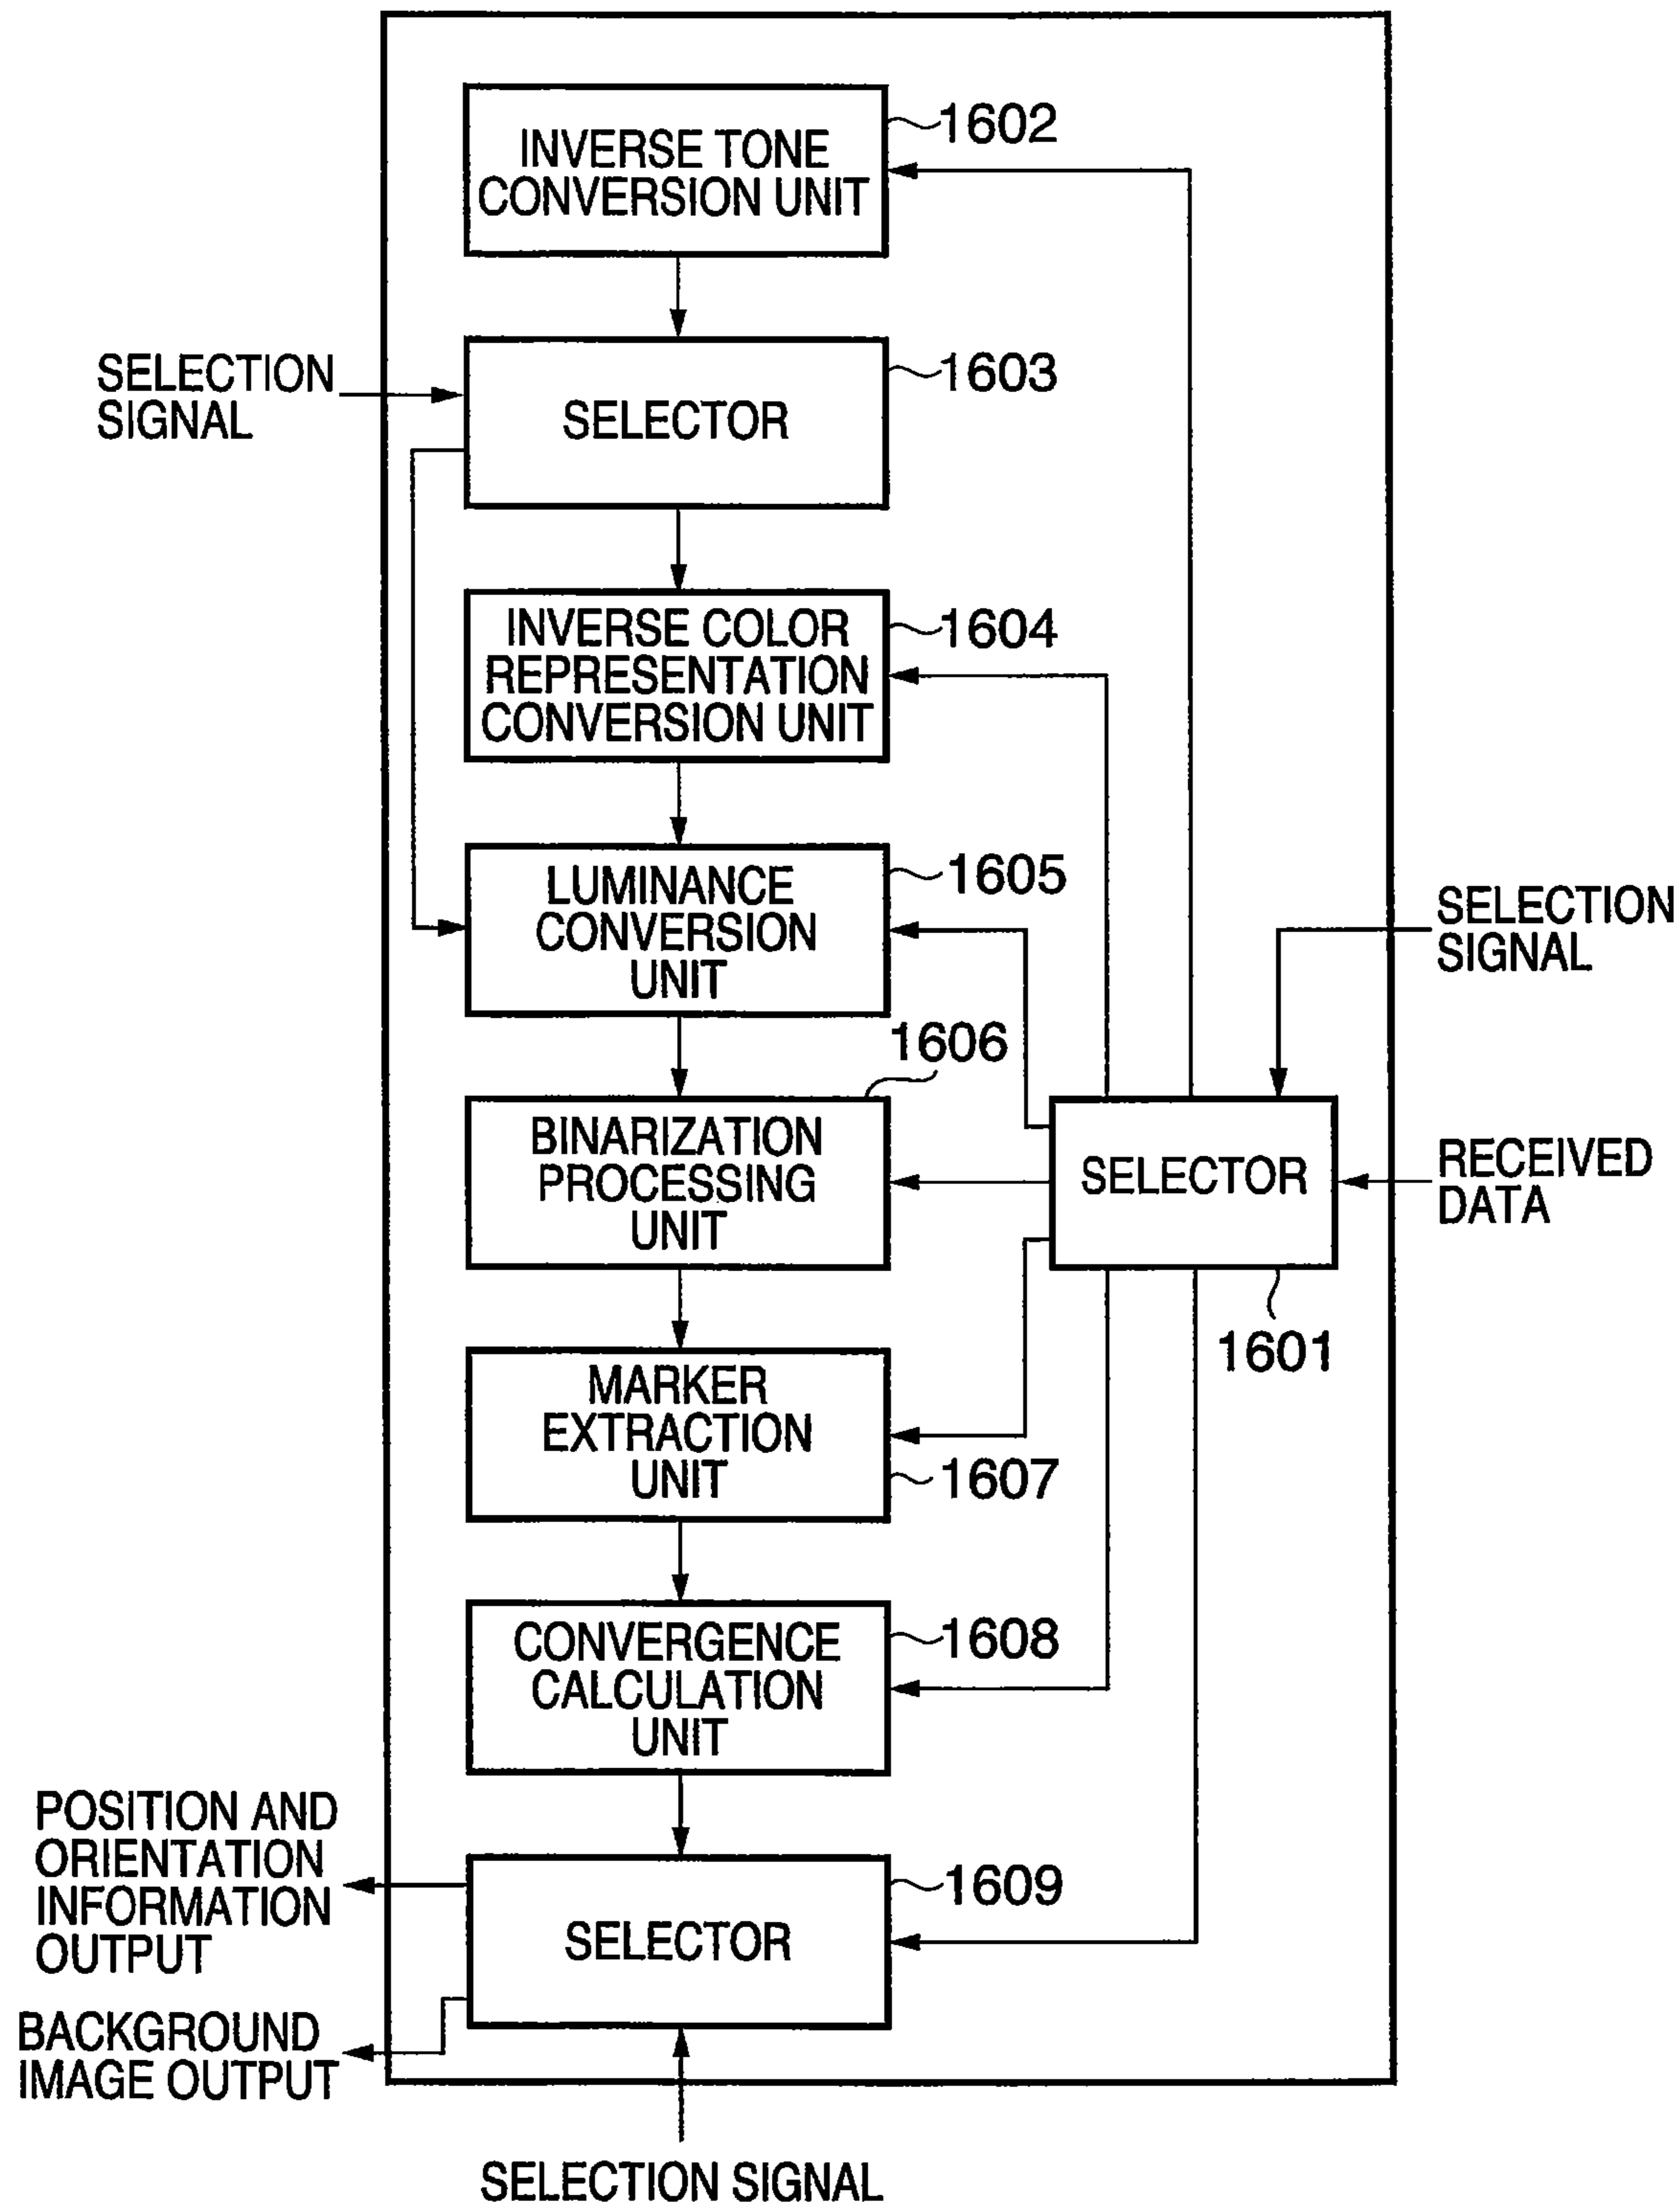 1602
INVERSE TONE
CONVERSION UNIT
SELECTION
SIGNAL
1603
SELECTOR
1604
INVERSE COLOR
REPRESENTATION
CONVERSION UNIT
1605
LUMINANCE
CONVERSION
UNIT
SELECTION
SIGNAL
1606
BINARIZATION
PROCESSING
UNIT
SELECTOR
RECEIVED
DATA
1601
MARKER
EXTRACTION
UNIT
1607
CONVERGENCE
CALCULATION
UNIT
1608
POSITION AND
ORIENTATION
INFORMATION
OUTPUT
1609
SELECTOR
BACKGROUND
IMAGE OUTPUT
SELECTION SIGNAL